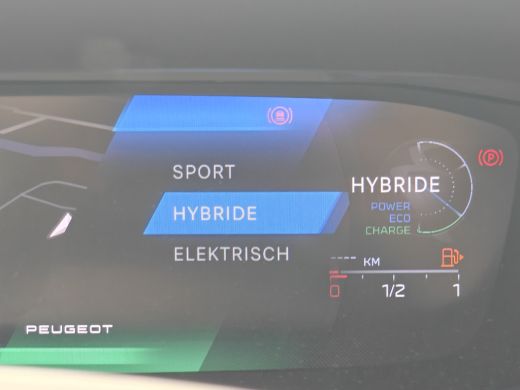 SPORT
HYBRIDE
ELEKTRISCH
HYBRIDE
POWER
ECO
CHARGE
P
---- KM
0 1/2 1
PEUGEOT